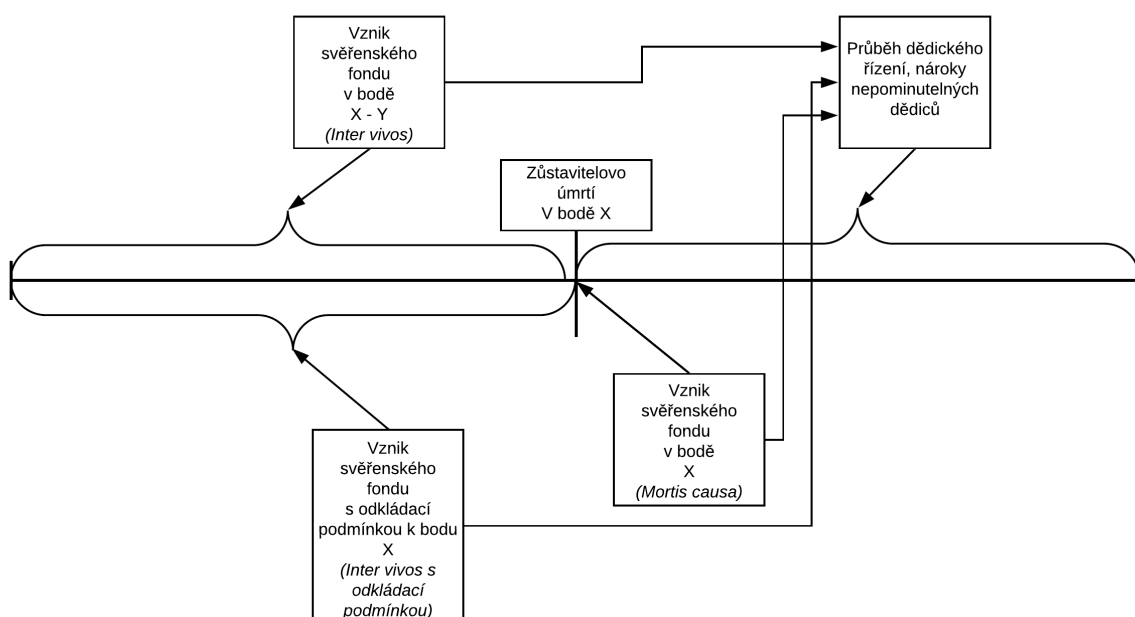 Vznik
svěřenského
fondu
v bodě
X - Y
(Inter vivos)
Průběh dědického
řízení, nároky
nepominutelných
dědiců
Zůstavitelovo
úmrtí
V bodě X
Vznik
svěřenského
fondu
v bodě
X
(Mortis causa)
Vznik
svěřenského
fondu
s odkládací
podmínkou k bodu
X
(Inter vivos s
odkládací
podmínkou)